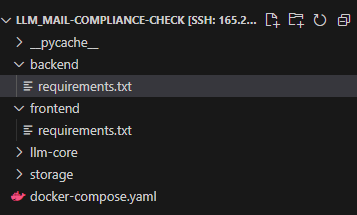 LLM_MAIL-COMPLIANCE-CHECK [SSH: 165.2...
__pycache__
backend
requirements.txt
frontend
requirements.txt
llm-core
storage
docker-compose.yaml